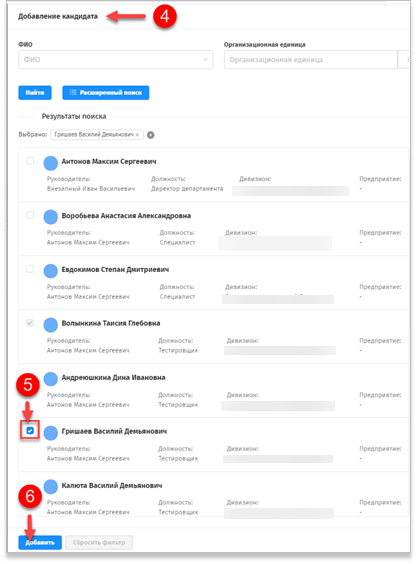 Добавление кандидата
4
ФИО Организационная единица
ФИО Организационная единица
Найти Расширенный поиск
Результаты поиска
Выбрано: Гришаев Василий Демьянович ×
Антонов Максим Сергеевич
Руководитель: Должность: Дивизион: Предприятие:
Внезапный Иван Васильевич Директор департамента -
Воробьева Анастасия Александровна
Руководитель: Должность: Дивизион: Предприятие:
Антонов Максим Сергеевич Специалист -
Евдокимов Степан Дмитриевич
Руководитель: Должность: Дивизион: Предприятие:
Антонов Максим Сергеевич Специалист -
Волынкина Таисия Глебовна
Руководитель: Должность: Дивизион: Предприятие:
Антонов Максим Сергеевич Тестировщик -
Андреюшкина Дина Ивановна
5
Руководитель: Должность: Дивизион: Предприятие:
Антонов Максим Сергеевич Тестировщик -
Гришаев Василий Демьянович
Руководитель: Должность: Дивизион: Предприятие:
Антонов Максим Сергеевич Тестировщик -
Калюта Василий Демьянович
6
Руководитель: Должность: Дивизион: Предприятие:
Антонов Максим Сергеевич Тестировщик -
Добавить Сбросить фильтр